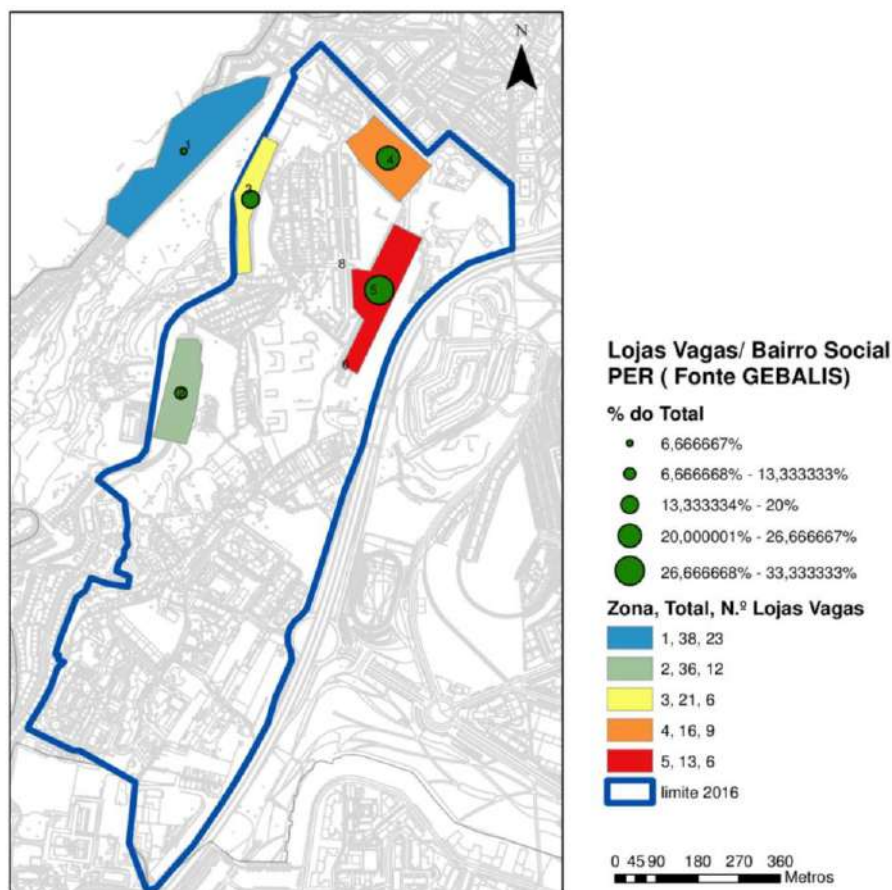 N
1
3
4
8
5
6
2
Lojas Vagas/ Bairro Social
PER ( Fonte GEBALIS)
% do Total
6,666667%
6,666668% - 13,333333%
13,333334% - 20%
20,000001% - 26,666667%
26,666668% - 33,333333%
Zona, Total, N.º Lojas Vagas
1, 38, 23
2, 36, 12
3, 21, 6
4, 16, 9
5, 13, 6
limite 2016
0 45 90 180 270 360
Metros